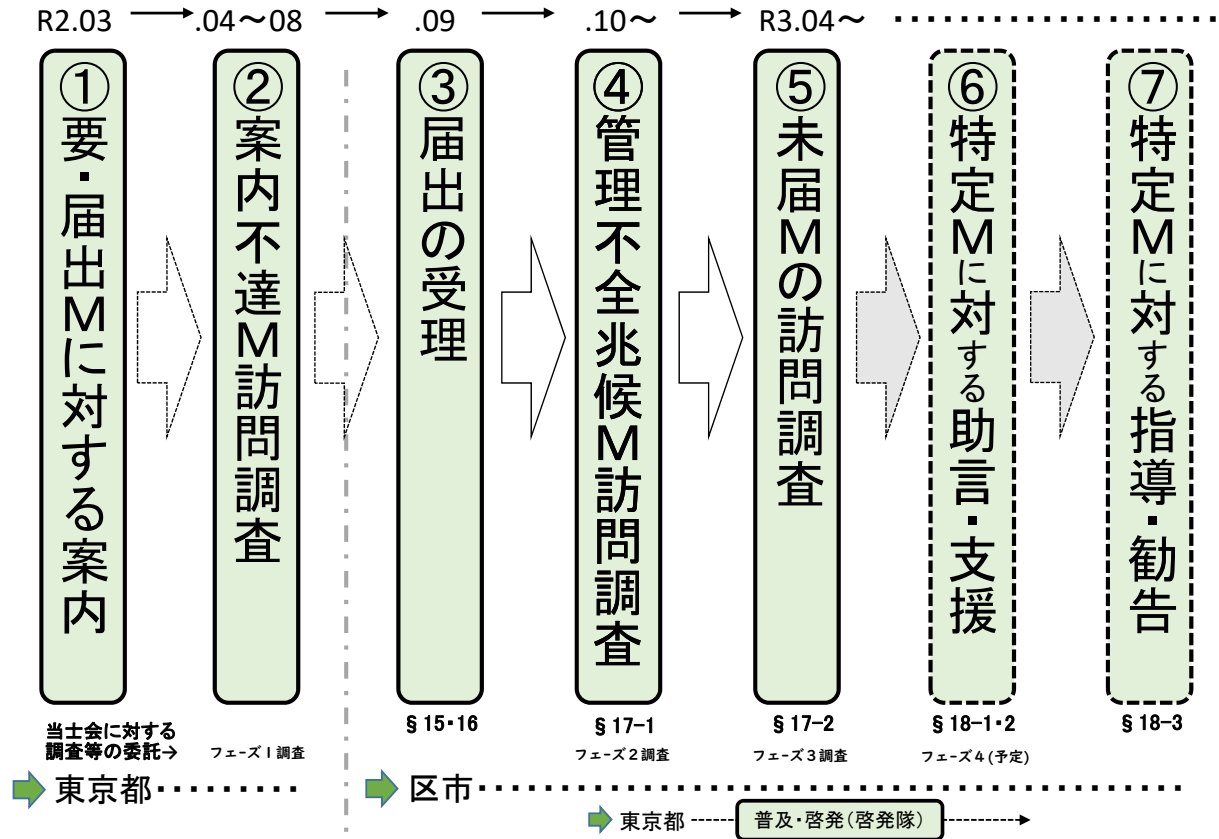 R2.03
.04～08
.09
.10～
R3.04～
①要・届出Mに対する案内
②案内不達M訪問調査
③届出の受理
④管理不全兆候M訪問調査
⑤未届Mの訪問調査
⑥特定Mに対する助言・支援
⑦特定Mに対する指導・勧告
§15・16
§17-1
§17-2
§18-1・2
§18-3
当士会に対する
調査等の委託→
フェーズ1調査
フェーズ2調査
フェーズ3調査
フェーズ4(予定)
東京都
区市
東京都
普及・啓発(啓発隊)